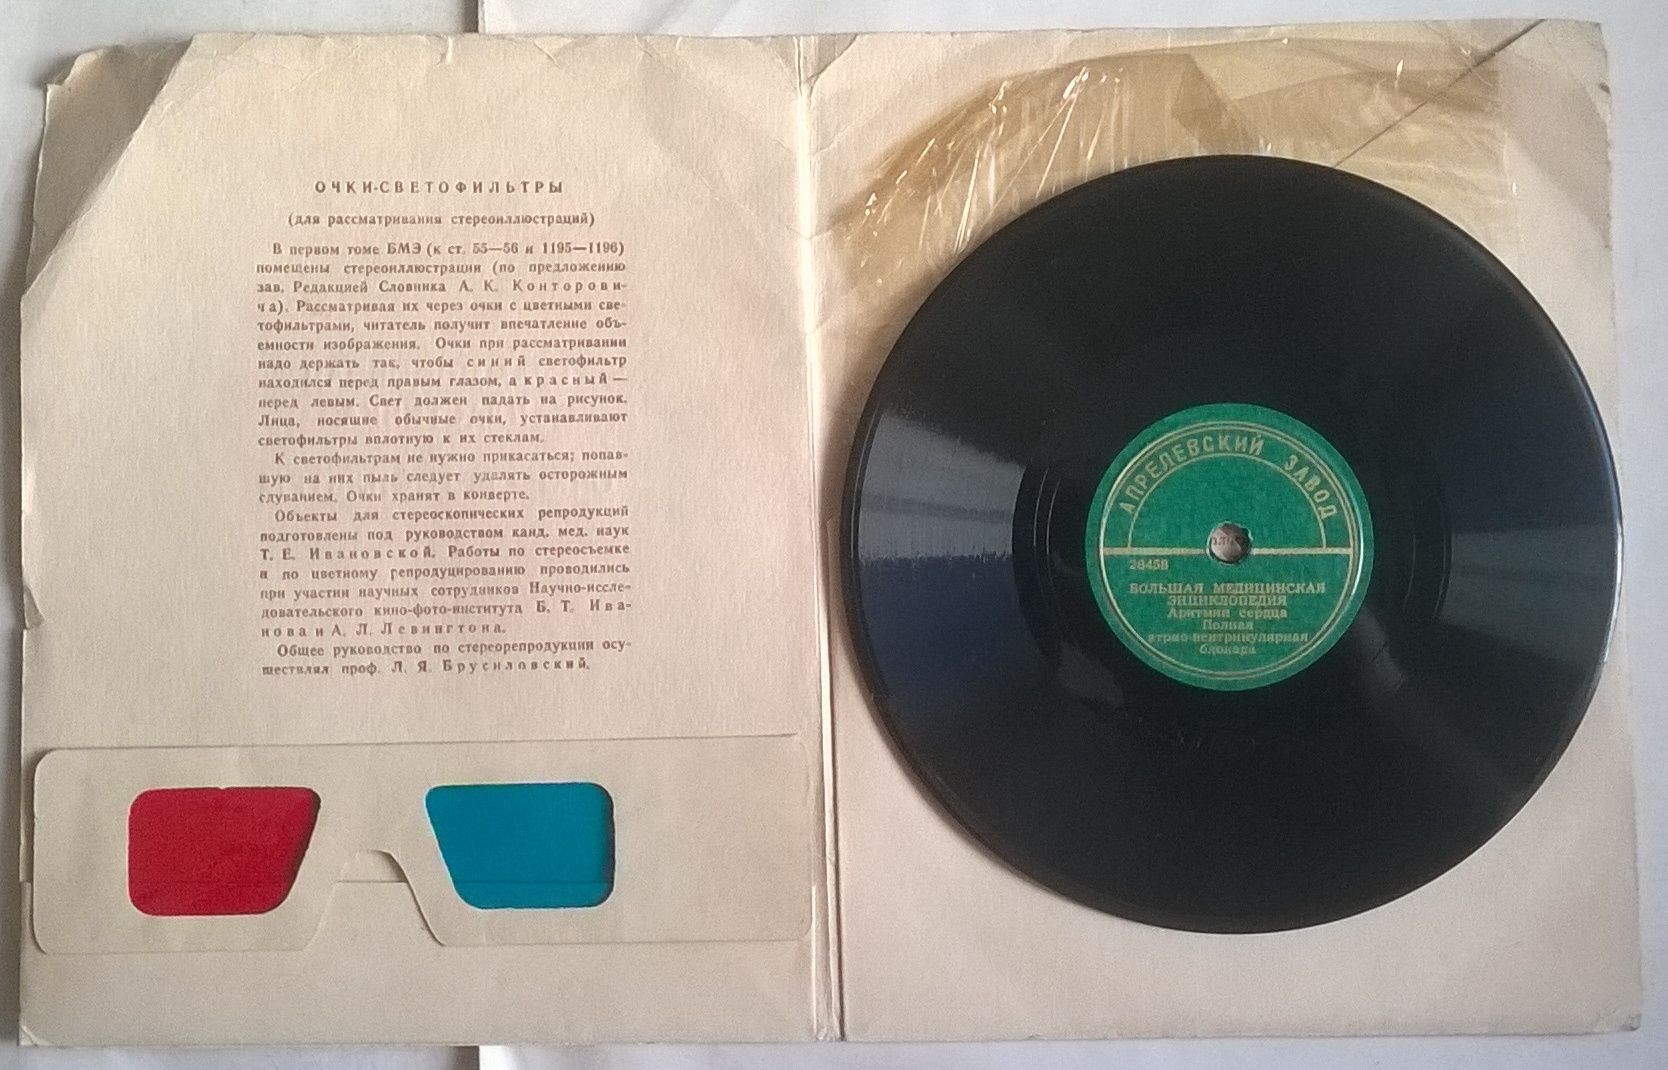 ОЧКИ-СВЕТОФИЛЬТРЫ
(для рассматривания стереоиллюстраций)
В первом томе БМЭ (к ст. 55—56 и 1195—1196)
помещены стереоиллюстрации (по предложению
зав. Редакцией Словника А. К. Конторови-
ча). Рассматривая их через очки с цветными све-
тофильтрами, читатель получит впечатление объ-
емности изображения. Очки при рассматривании
надо держать так, чтобы синий светофильтр
находился перед правым глазом, а красный —
перед левым. Свет должен падать на рисунок.
Лица, носящие обычные очки, устанавливают
светофильтры вплотную к их стеклам.
К светофильтрам не нужно прикасаться; попав-
шую на них пыль следует удалять осторожным
сдуванием. Очки хранят в конверте.
Объекты для стереоскопических репродукций
подготовлены под руководством канд. мед. наук
Т. Е. Ивановской. Работы по стереосъемке
и по цветному репродуцированию проводились
при участии научных сотрудников Научно-иссле-
довательского кино-фото-института Б. Т. Ива-
нова и А. Л. Левингтона.
Общее руководство по стереорепродукции осу-
ществлял проф. Л. Я. Брусиловский.
АПРЕЛЕВСКИЙ ЗАВОД
28458
БОЛЬШАЯ МЕДИЦИНСКАЯ
ЭНЦИКЛОПЕДИЯ
Аритмии сердца
Полная
атрио-вентрикулярная
блокада